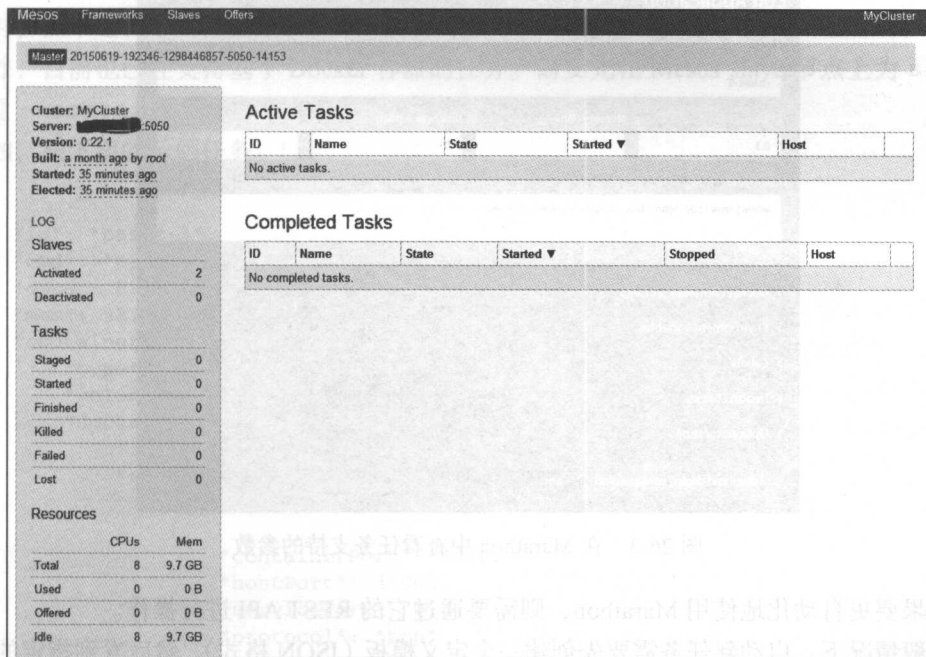 Mesos Frameworks Slaves Offers MyCluster
Master 20150619-192346-1298446857-5050-14153
Cluster: MyCluster
Server: :5050
Version: 0.22.1
Built: a month ago by root
Started: 35 minutes ago
Elected: 35 minutes ago
LOG
Slaves
Activated 2
Deactivated 0
Tasks
Staged 0
Started 0
Finished 0
Killed 0
Failed 0
Lost 0
Resources
CPUs Mem
Total 8 9.7 GB
Used 0 0 B
Offered 0 0 B
Idle 8 9.7 GB
Active Tasks
ID Name State Started ▼ Host
No active tasks.
Completed Tasks
ID Name State Started ▼ Stopped Host
No completed tasks.